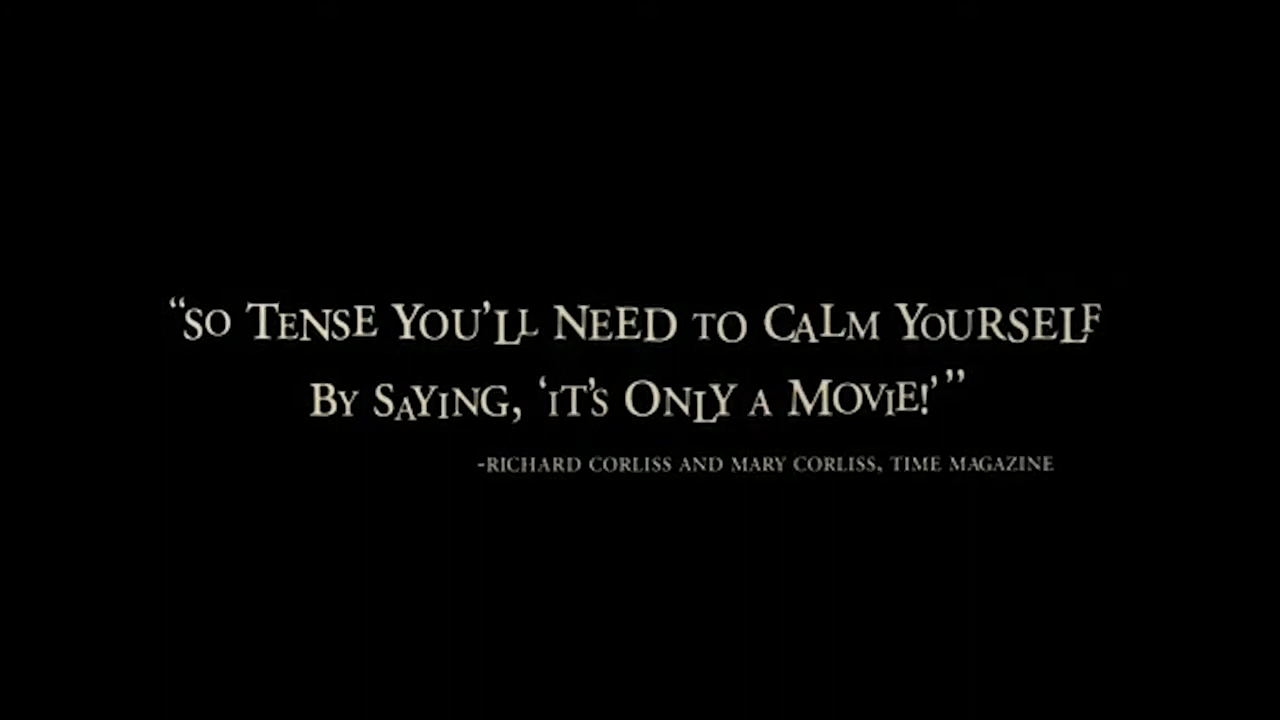 “SO TENSE YOU’LL NEED TO CALM YOURSELF
BY SAYING, ‘IT’S ONLY A MOVIE!’”
-RICHARD CORLISS AND MARY CORLISS, TIME MAGAZINE